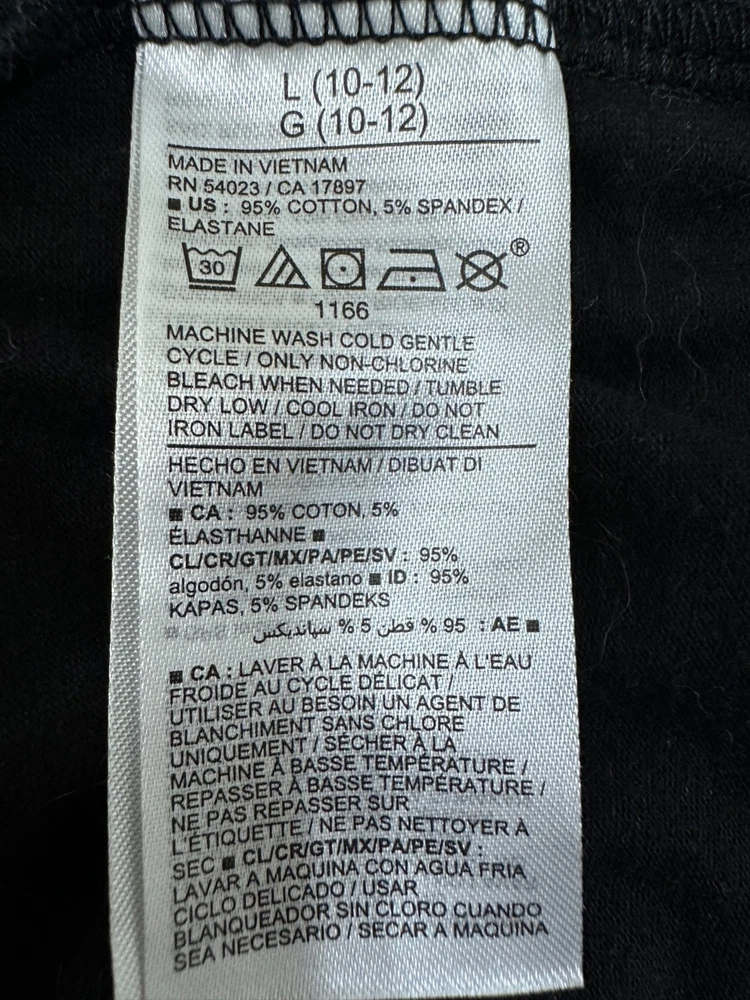 L (10-12)
G (10-12)
MADE IN VIETNAM
RN 54023 / CA 17897
■ US : 95% COTTON, 5% SPANDEX /
ELASTANE
30 ®
1166
MACHINE WASH COLD GENTLE
CYCLE / ONLY NON-CHLORINE
BLEACH WHEN NEEDED / TUMBLE
DRY LOW / COOL IRON / DO NOT
IRON LABEL / DO NOT DRY CLEAN
HECHO EN VIETNAM / DIBUAT DI
VIETNAM
■ CA : 95% COTON, 5%
ÉLASTHANNE ■
CL/CR/GT/MX/PA/PE/SV : 95%
algodón, 5% elastano ■ ID : 95%
KAPAS, 5% SPANDEKS
■ AE : 95 % قطن 5 % سباندیکس
■ CA : LAVER À LA MACHINE À L'EAU
FROIDE AU CYCLE DÉLICAT /
UTILISER AU BESOIN UN AGENT DE
BLANCHIMENT SANS CHLORE
UNIQUEMENT / SÉCHER À LA
MACHINE À BASSE TEMPÉRATURE /
REPASSER À BASSE TEMPÉRATURE /
NE PAS REPASSER SUR
L'ÉTIQUETTE / NE PAS NETTOYER À
SEC ■ CL/CR/GT/MX/PA/PE/SV :
LAVAR A MAQUINA CON AGUA FRIA
CICLO DELICADO / USAR
BLANQUEADOR SIN CLORO CUANDO
SEA NECESARIO / SECAR A MAQUINA